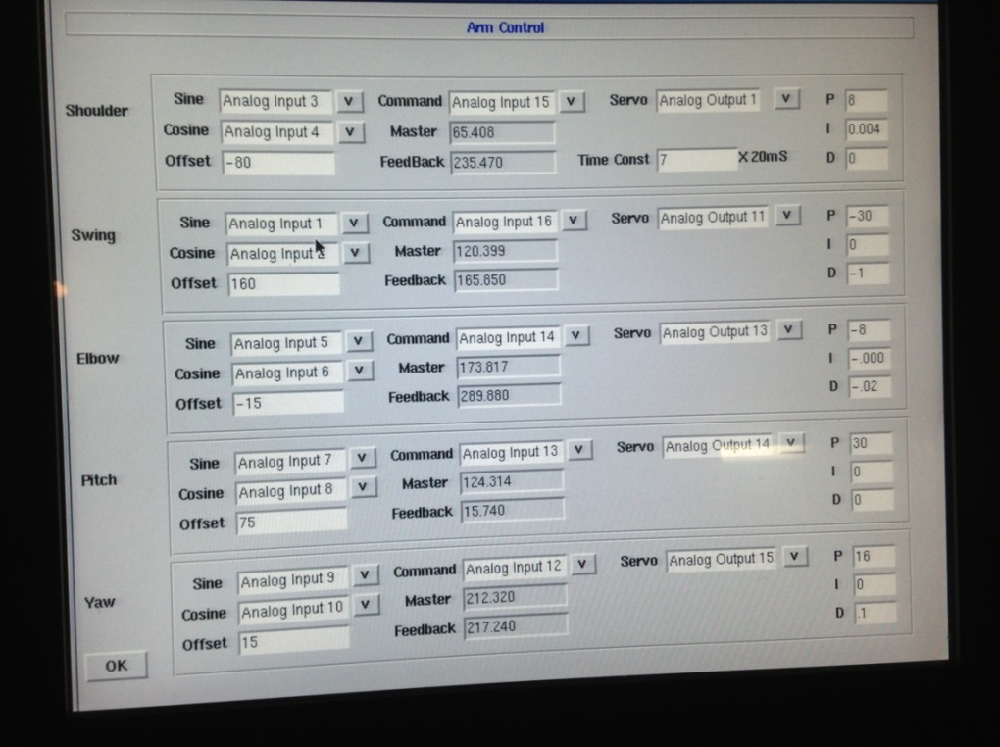 Arm Control
Shoulder
Sine Analog Input 3 v Command Analog Input 15 v Servo Analog Output 1 v P 8
Cosine Analog Input 4 v Master 65.408 I 0.004
Offset -80 FeedBack 235.470 Time Const 7 X 20mS D 0
Swing
Sine Analog Input 1 v Command Analog Input 16 v Servo Analog Output 11 v P -30
Cosine Analog Input v Master 120.399 I 0
Offset 160 Feedback 165.850 D -1
Elbow
Sine Analog Input 5 v Command Analog Input 14 v Servo Analog Output 13 v P -8
Cosine Analog Input 6 v Master 173.817 I -.000
Offset -15 Feedback 289.880 D -.02
Pitch
Sine Analog Input 7 v Command Analog Input 13 v Servo Analog Output 14 v P 30
Cosine Analog Input 8 v Master 124.314 I 0
Offset 75 Feedback 15.740 D 0
Yaw
Sine Analog Input 9 v Command Analog Input 12 v Servo Analog Output 15 v P 16
Cosine Analog Input 10 v Master 212.320 I 0
Offset 15 Feedback 217.240 D .1
OK